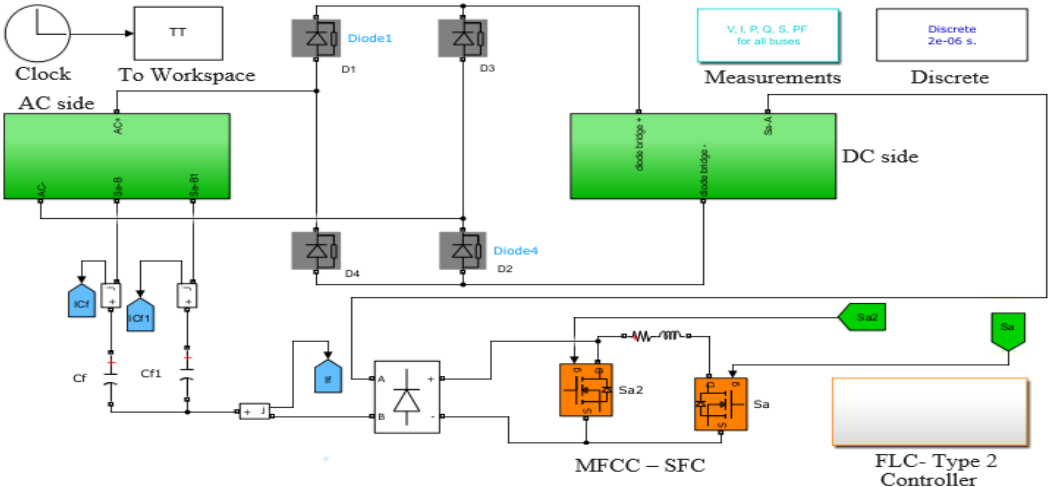 Clock
TT
To Workspace
Diode1
D1
D3
V, I, P, Q, S, PF
for all buses
Measurements
Discrete
2e-06 s.
Discrete
AC side
AC+
AC-
Sa-B
Sa-B1
diode bridge +
diode bridge -
Sa-A
DC side
D4
Diode4
D2
ICf
ICf1
Cf
Cf1
If
A
B
+
-
g
D
S
Sa2
g
D
S
Sa
Sa2
Sa
MFCC – SFC
FLC- Type 2
Controller